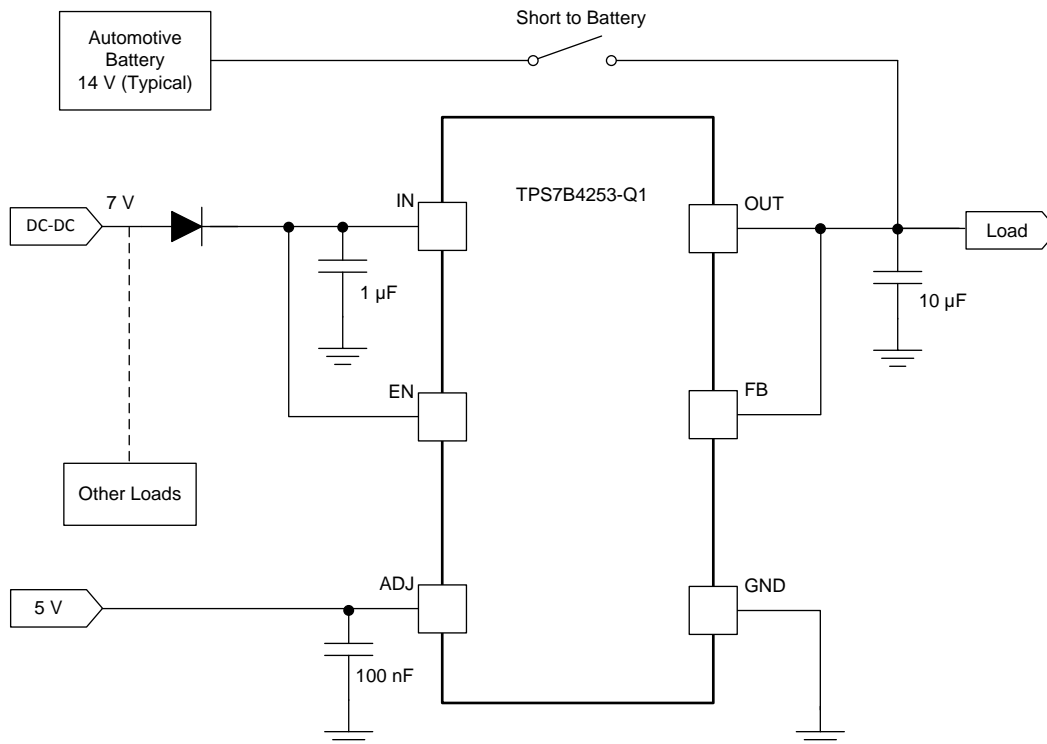 Short to Battery
Automotive
Battery
14 V (Typical)
TPS7B4253-Q1
7 V
IN
OUT
DC-DC
Load
1 µF
10 µF
EN
FB
Other Loads
ADJ
GND
5 V
100 nF